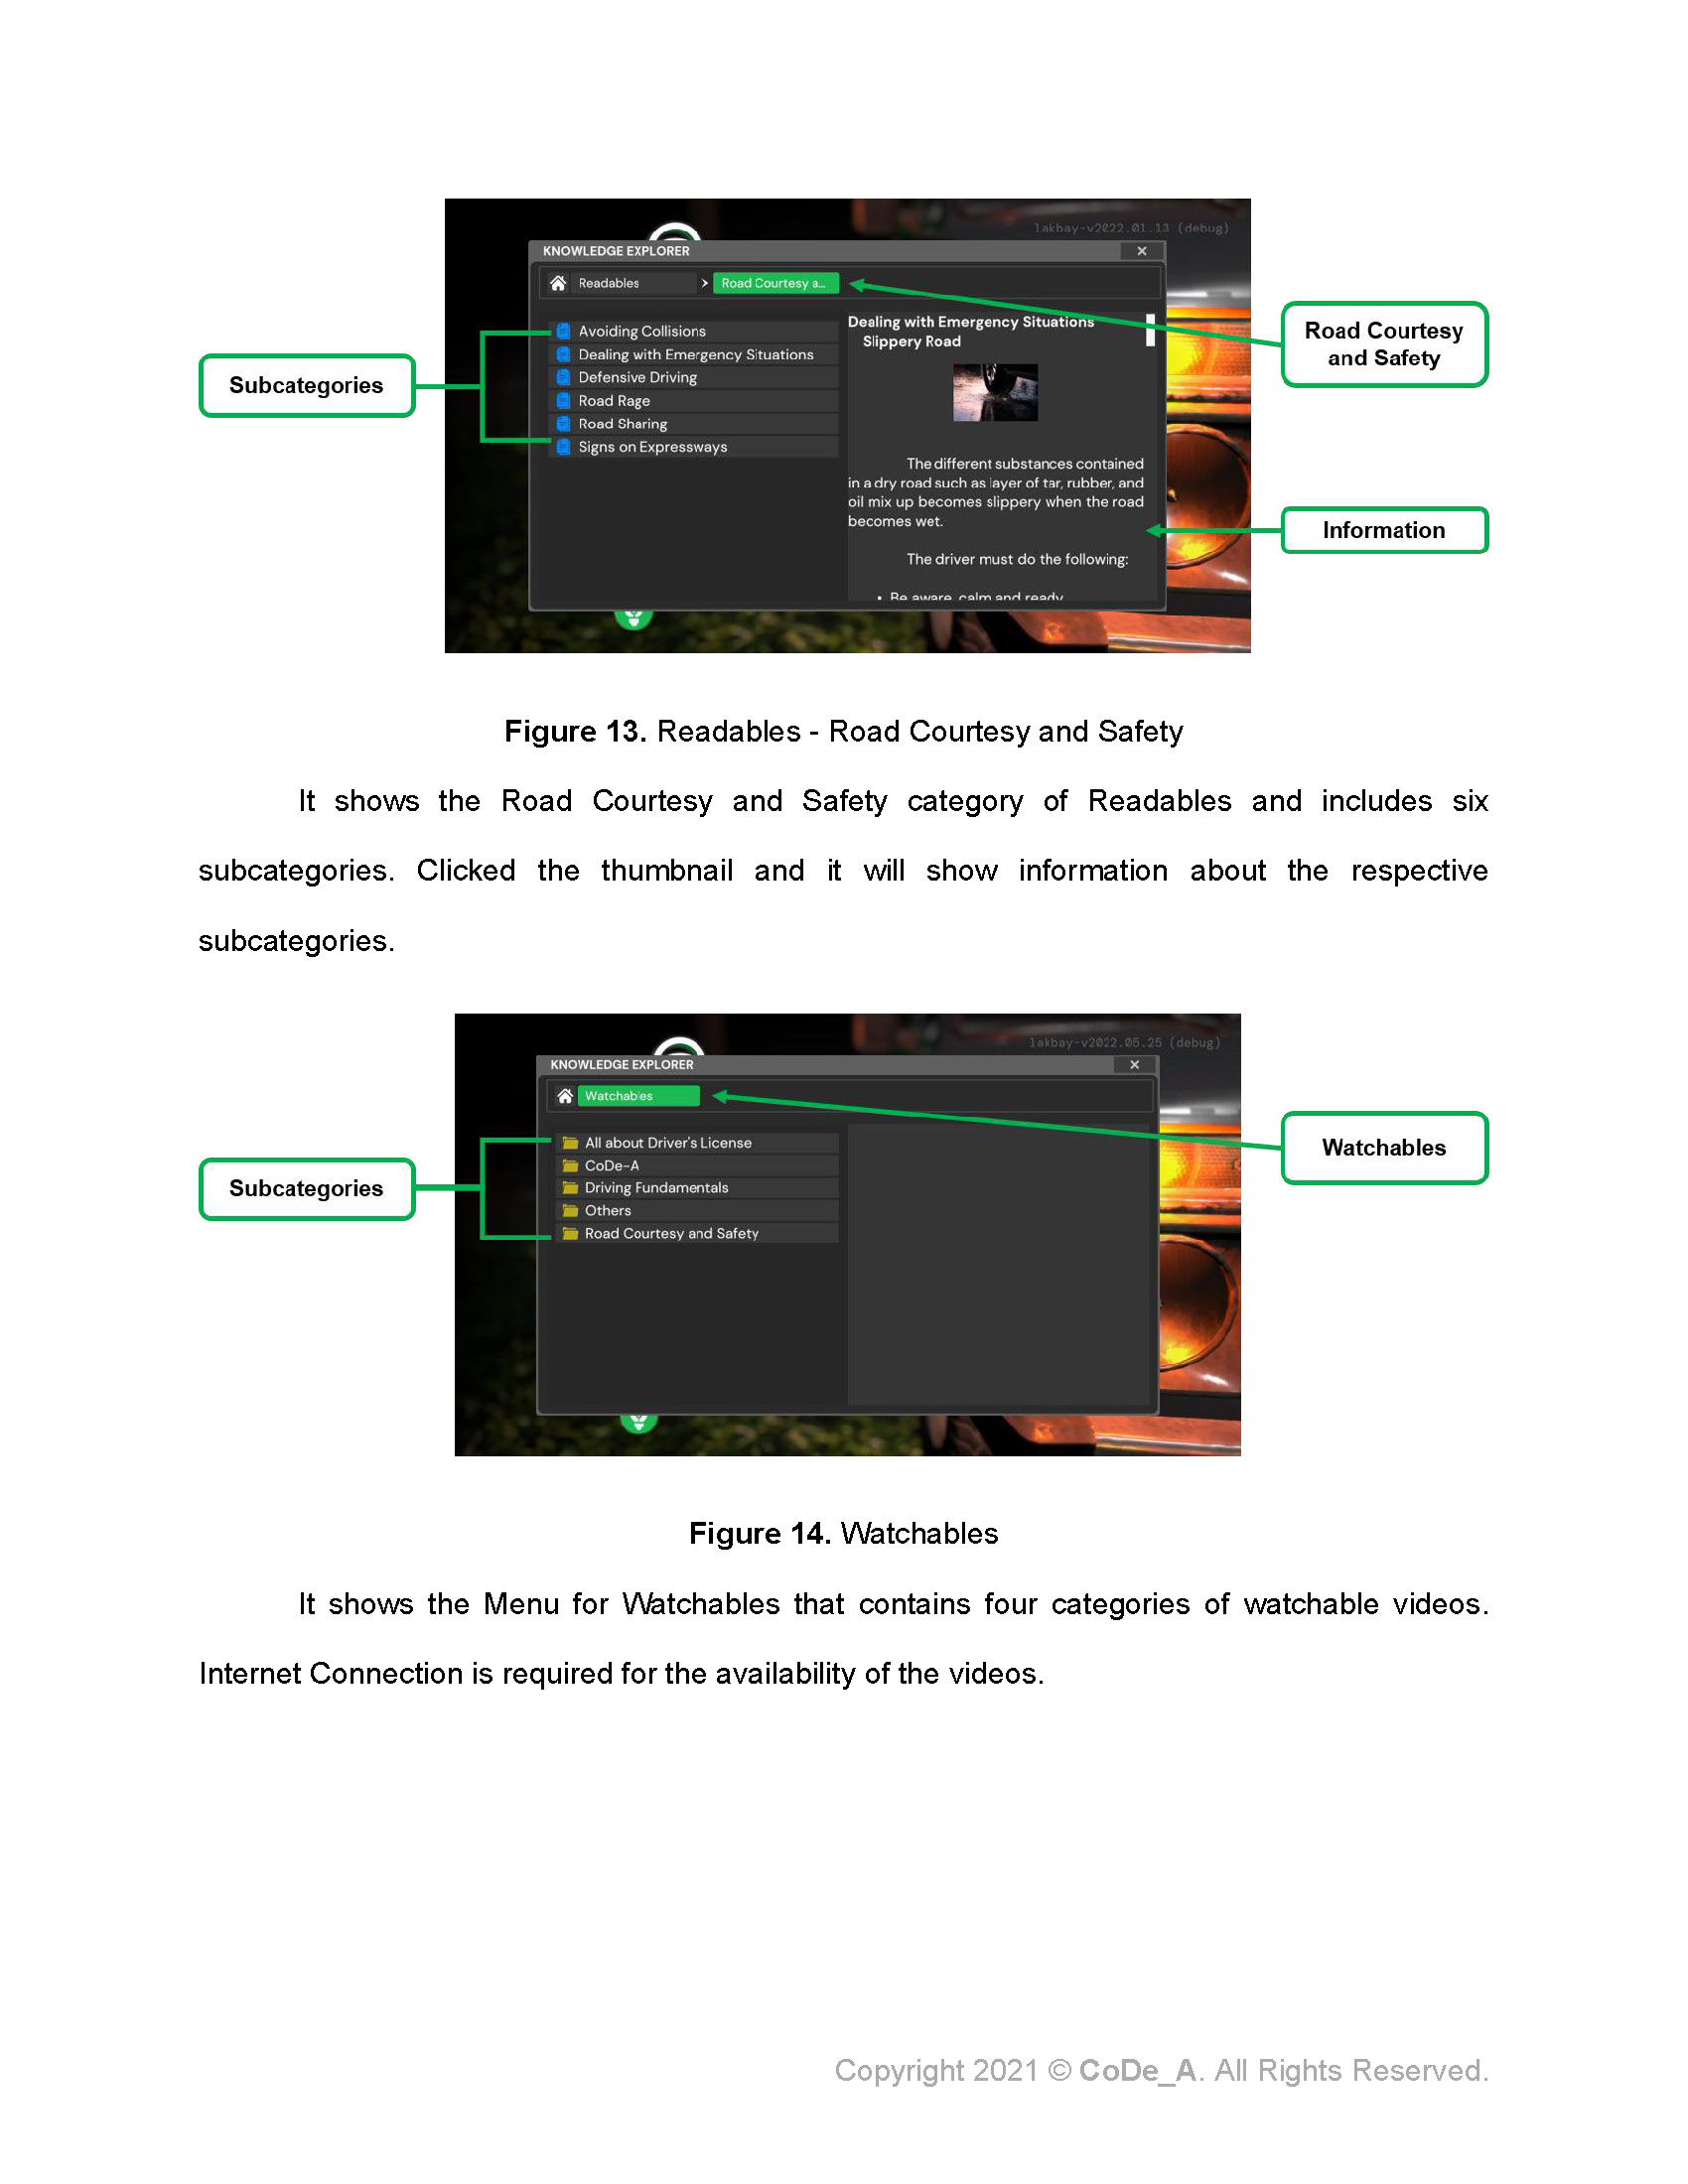 lakbay-v2022.01.13 (debug)
KNOWLEDGE EXPLORER
Readables
Road Courtesy a...
Avoiding Collisions
Dealing with Emergency Situations
Defensive Driving
Road Rage
Road Sharing
Signs on Expressways
Dealing with Emergency Situations
Slippery Road
The different substances contained
in a dry road such as layer of tar, rubber, and
oil mix up becomes slippery when the road
becomes wet.
The driver must do the following:
• Be aware, calm and ready
Subcategories
Road Courtesy
and Safety
Information
Figure 13. Readables - Road Courtesy and Safety
It shows the Road Courtesy and Safety category of Readables and includes six
subcategories. Clicked the thumbnail and it will show information about the respective
subcategories.
lakbay-v2022.05.25 (debug)
KNOWLEDGE EXPLORER
Watchables
All about Driver's License
CoDe-A
Driving Fundamentals
Others
Road Courtesy and Safety
Subcategories
Watchables
Figure 14. Watchables
It shows the Menu for Watchables that contains four categories of watchable videos.
Internet Connection is required for the availability of the videos.
Copyright 2021 © CoDe_A. All Rights Reserved.